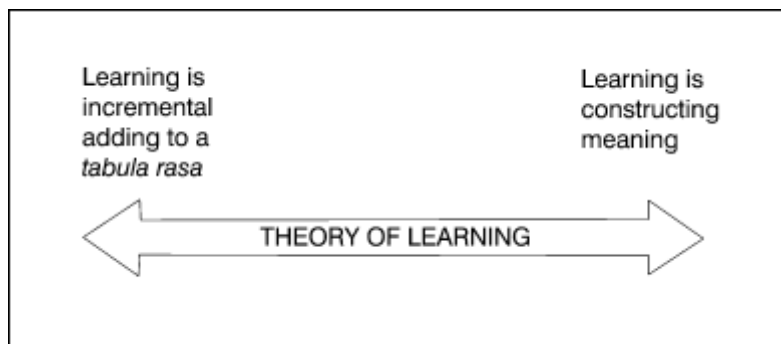 Learning is
incremental
adding to a
tabula rasa
Learning is
constructing
meaning
THEORY OF LEARNING